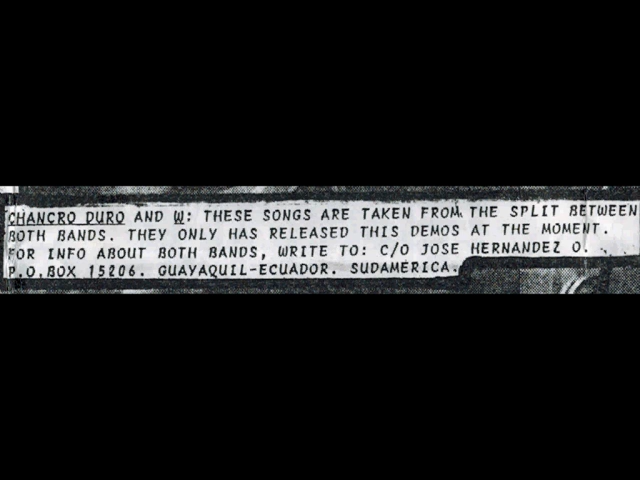 CHANCRO DURO AND W: THESE SONGS ARE TAKEN FROM THE SPLIT BETWEEN
BOTH BANDS. THEY ONLY HAS RELEASED THIS DEMOS AT THE MOMENT.
FOR INFO ABOUT BOTH BANDS, WRITE TO: C/O JOSE HERNANDEZ O.
P.O.BOX 15206. GUAYAQUIL-ECUADOR. SUDAMERICA.